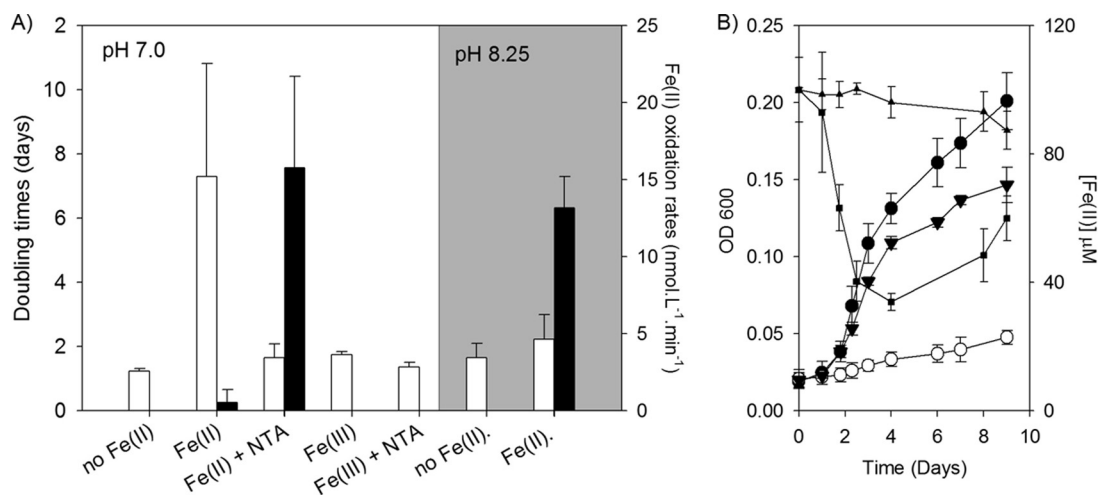 A)
2
10
8
6
4
2
0
Doubling times (days)
pH 7.0
pH 8.25
25
20
15
10
5
0
Fe(II) oxidation rates (nmol.L-1.min-1)
no Fe(II)
Fe(II)
Fe(II) + NTA
Fe(III)
Fe(III) + NTA
no Fe(II).
Fe(II).
B)
0.25
0.20
0.15
0.10
0.05
0.00
OD 600
120
80
40
0
[Fe(II)] µM
0 2 4 6 8 10
Time (Days)